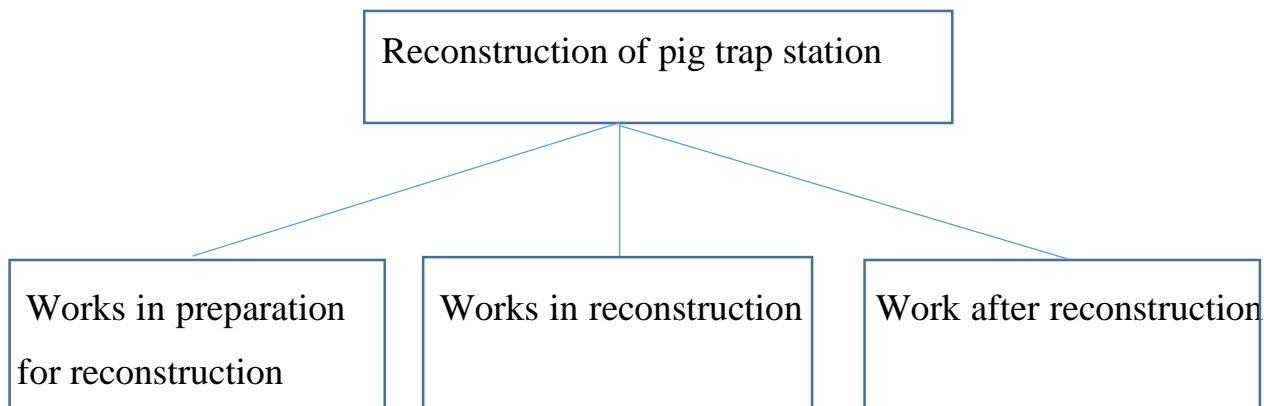 Reconstruction of pig trap station
Works in preparation
for reconstruction
Works in reconstruction
Work after reconstruction